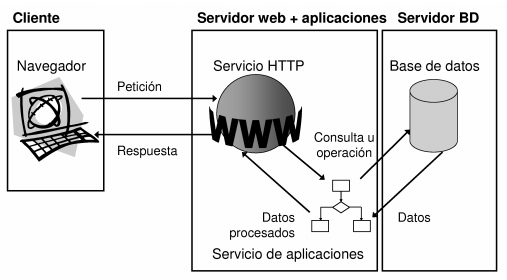 Cliente
Servidor web + aplicaciones
Servidor BD
Navegador
Servicio HTTP
Base de datos
Petición
WWW
Respuesta
Consulta u
operación
Datos
procesados
Datos
Servicio de aplicaciones